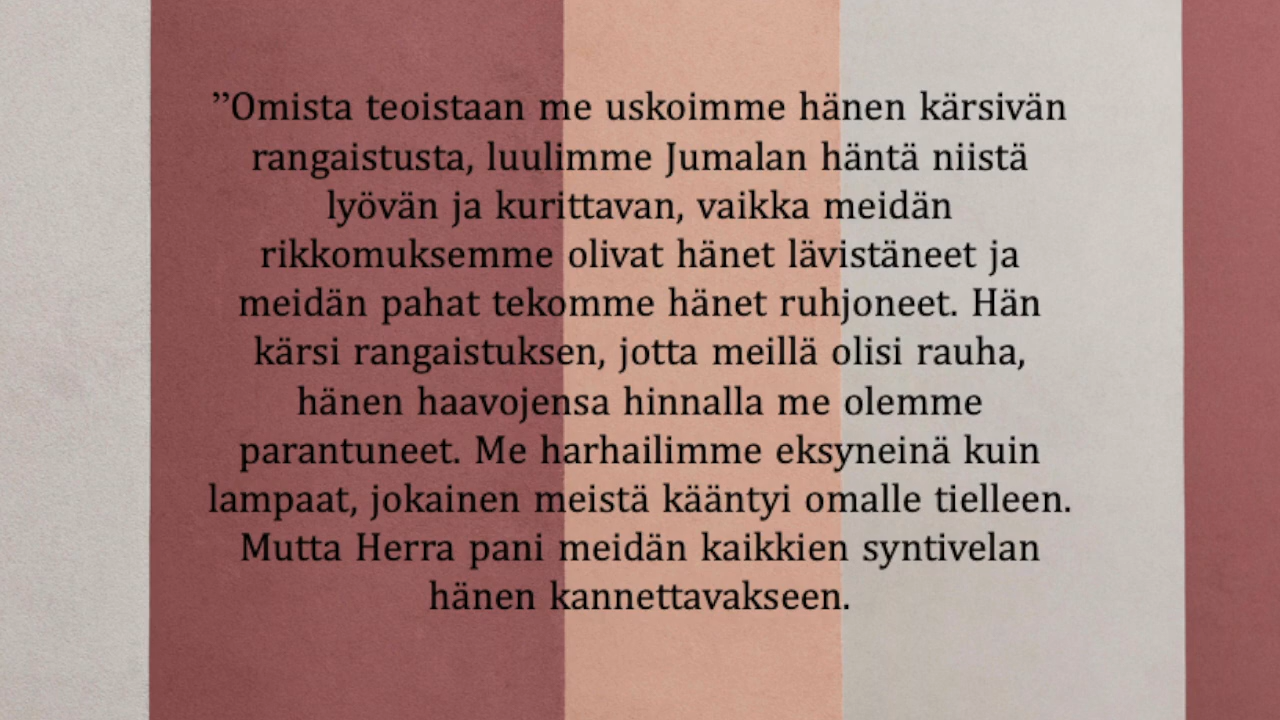 ”Omista teoistaan me uskoimme hänen kärsivän
rangaistusta, luulimme Jumalan häntä niistä
lyövän ja kurittavan, vaikka meidän
rikkomuksemme olivat hänet lävistäneet ja
meidän pahat tekomme hänet ruhjoneet. Hän
kärsi rangaistuksen, jotta meillä olisi rauha,
hänen haavojensa hinnalla me olemme
parantuneet. Me harhailimme eksyneinä kuin
lampaat, jokainen meistä kääntyi omalle tielleen.
Mutta Herra pani meidän kaikkien syntivelan
hänen kannettavakseen.